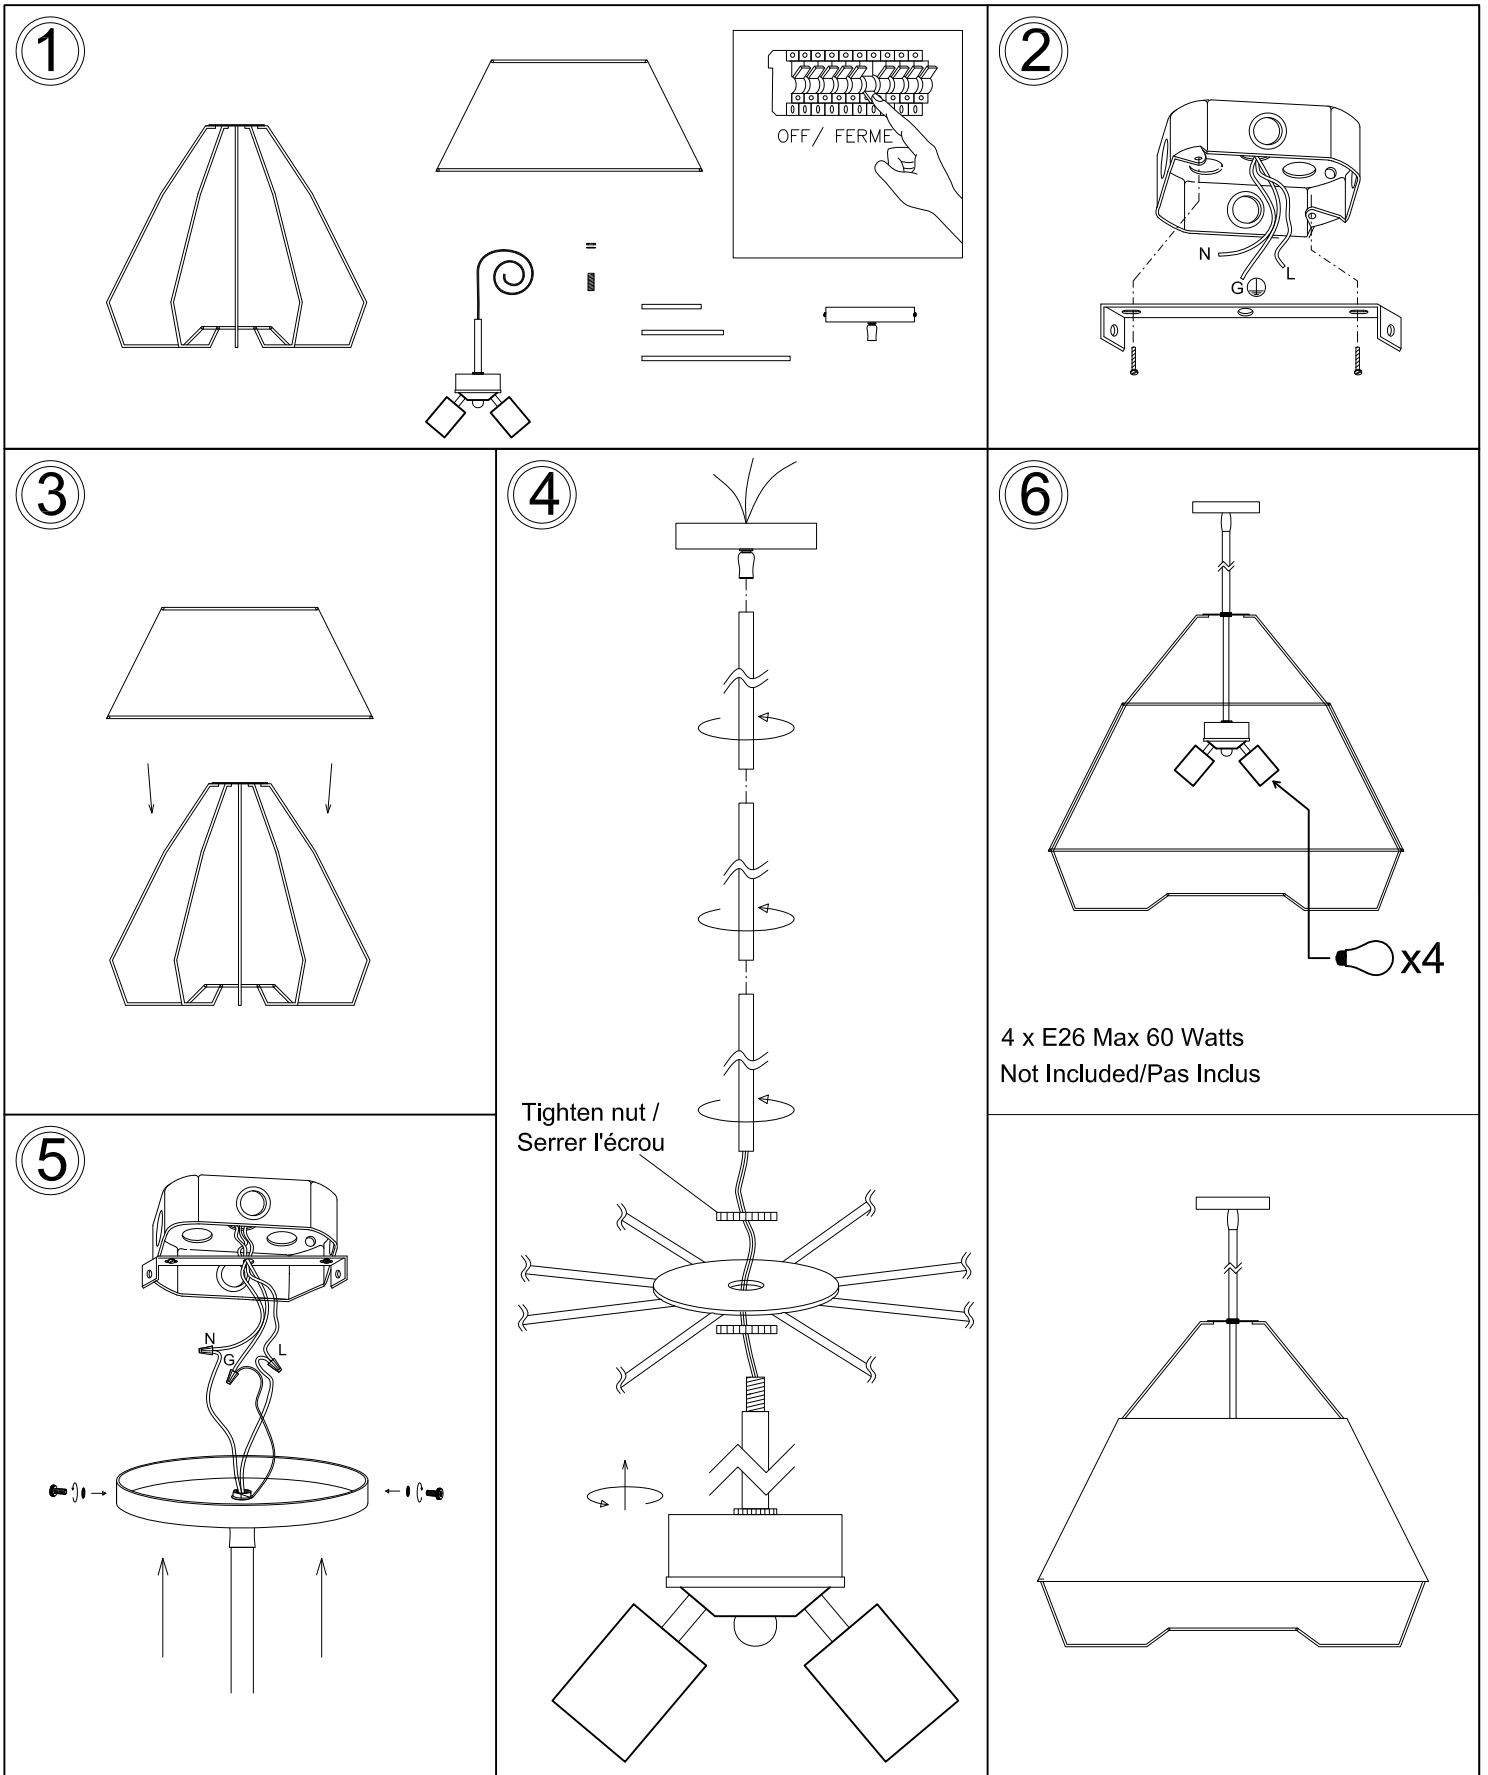 1
OFF/ FERME
2
N
G
L
3
4
Tighten nut /
Serrer l'écrou
5
N
G
L
6
x4
4 x E26 Max 60 Watts
Not Included/Pas Inclus